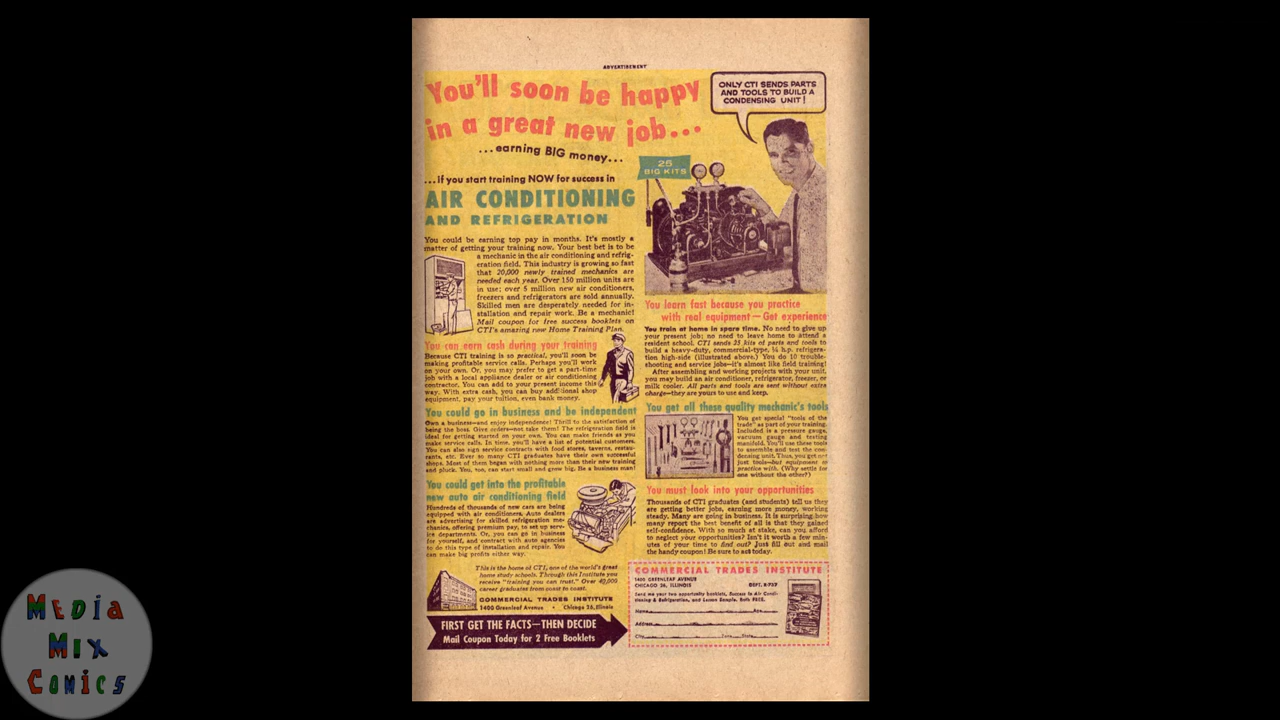 ADVERTISEMENT
You'll soon be happy
in a great new job...
...earning BIG money...
...if you start training NOW for success in
AIR CONDITIONING
AND REFRIGERATION
You could be earning top pay in months. It's mostly a
matter of getting your training now. Your best bet is to be
a mechanic in the air conditioning and refrig-
eration field. This industry is growing so fast
that 20,000 newly trained mechanics are
needed each year. Over 150 million units are
in use; over 5 million new air conditioners,
freezers and refrigerators are sold annually.
Skilled men are desperately needed for in-
stallation and repair work. Be a mechanic!
Mail coupon for free success booklets on
CTI's amazing new Home Training Plan.
You can earn cash during your training
Because CTI training is so practical, you'll soon be
making profitable service calls. Perhaps you'll work
on your own. Or, you may prefer to get a part-time
job with a local appliance dealer or air conditioning
contractor. You can add to your present income this
way. With extra cash, you can buy additional shop
equipment, pay your tuition, even bank money.
You could go in business and be independent
Own a business—and enjoy independence! Thrill to the satisfaction of
being the boss. Give orders—not take them! The refrigeration field is
ideal for getting started on your own. You can make friends as you
make service calls. In time, you'll have a list of potential customers.
You can also sign service contracts with food stores, taverns, restau-
rants, etc. Ever so many CTI graduates have their own successful
shops. Most of them began with nothing more than their new training
and pluck. You, too, can start small and grow big. Be a business man!
You could get into the profitable
new auto air conditioning field
Hundreds of thousands of new cars are being
equipped with air conditioners. Auto dealers
are advertising for skilled refrigeration me-
chanics, offering premium pay, to set up serv-
ice departments. Or, you can go in business
for yourself, and contract with auto agencies
to do this type of installation and repair. You
can make big profits either way.
This is the home of CTI, one of the world's great
home study schools. Through this Institute you
receive "training you can trust." Over 40,000
career graduates from coast to coast.
COMMERCIAL TRADES INSTITUTE
1400 Greenleaf Avenue • Chicago 26, Illinois
FIRST GET THE FACTS—THEN DECIDE
Mail Coupon Today for 2 Free Booklets
ONLY CTI SENDS PARTS
AND TOOLS TO BUILD A
CONDENSING UNIT!
25
BIG KITS
You learn fast because you practice
with real equipment — Get experience
You train at home in spare time. No need to give up
your present job; no need to leave home to attend a
resident school. CTI sends 25 kits of parts and tools to
build a heavy-duty, commercial-type, ¼ h.p. refrigera-
tion high-side (illustrated above.) You do 10 trouble-
shooting and service jobs—it's almost like field training!
After assembling and working projects with your unit,
you may build an air conditioner, refrigerator, freezer, or
milk cooler. All parts and tools are sent without extra
charge—they are yours to use and keep.
You get all these quality mechanic's tools
You get special "tools of the
trade" as part of your training.
Included is a pressure gauge,
vacuum gauge and testing
manifold. You'll use these tools
to assemble and test the con-
densing unit. Thus, you get not
just tools—but equipment to
practice with. (Why settle for
one without the other?)
You must look into your opportunities
Thousands of CTI graduates (and students) tell us they
are getting better jobs, earning more money, working
steady. Many are going in business. It is surprising how
many report the best benefit of all is that they gained
self-confidence. With so much at stake, can you afford
to neglect your opportunities? Isn't it worth a few min-
utes of your time to find out? Just fill out and mail
the handy coupon! Be sure to act today.
COMMERCIAL TRADES INSTITUTE
1400 GREENLEAF AVENUE
CHICAGO 26, ILLINOIS DEPT. R-757
Send me your two opportunity booklets, Success in Air Condi-
tioning & Refrigeration, and Lesson Sample. Both FREE.
Name Age
Address
City Zone State
MEDiA
MiX
COMiCS